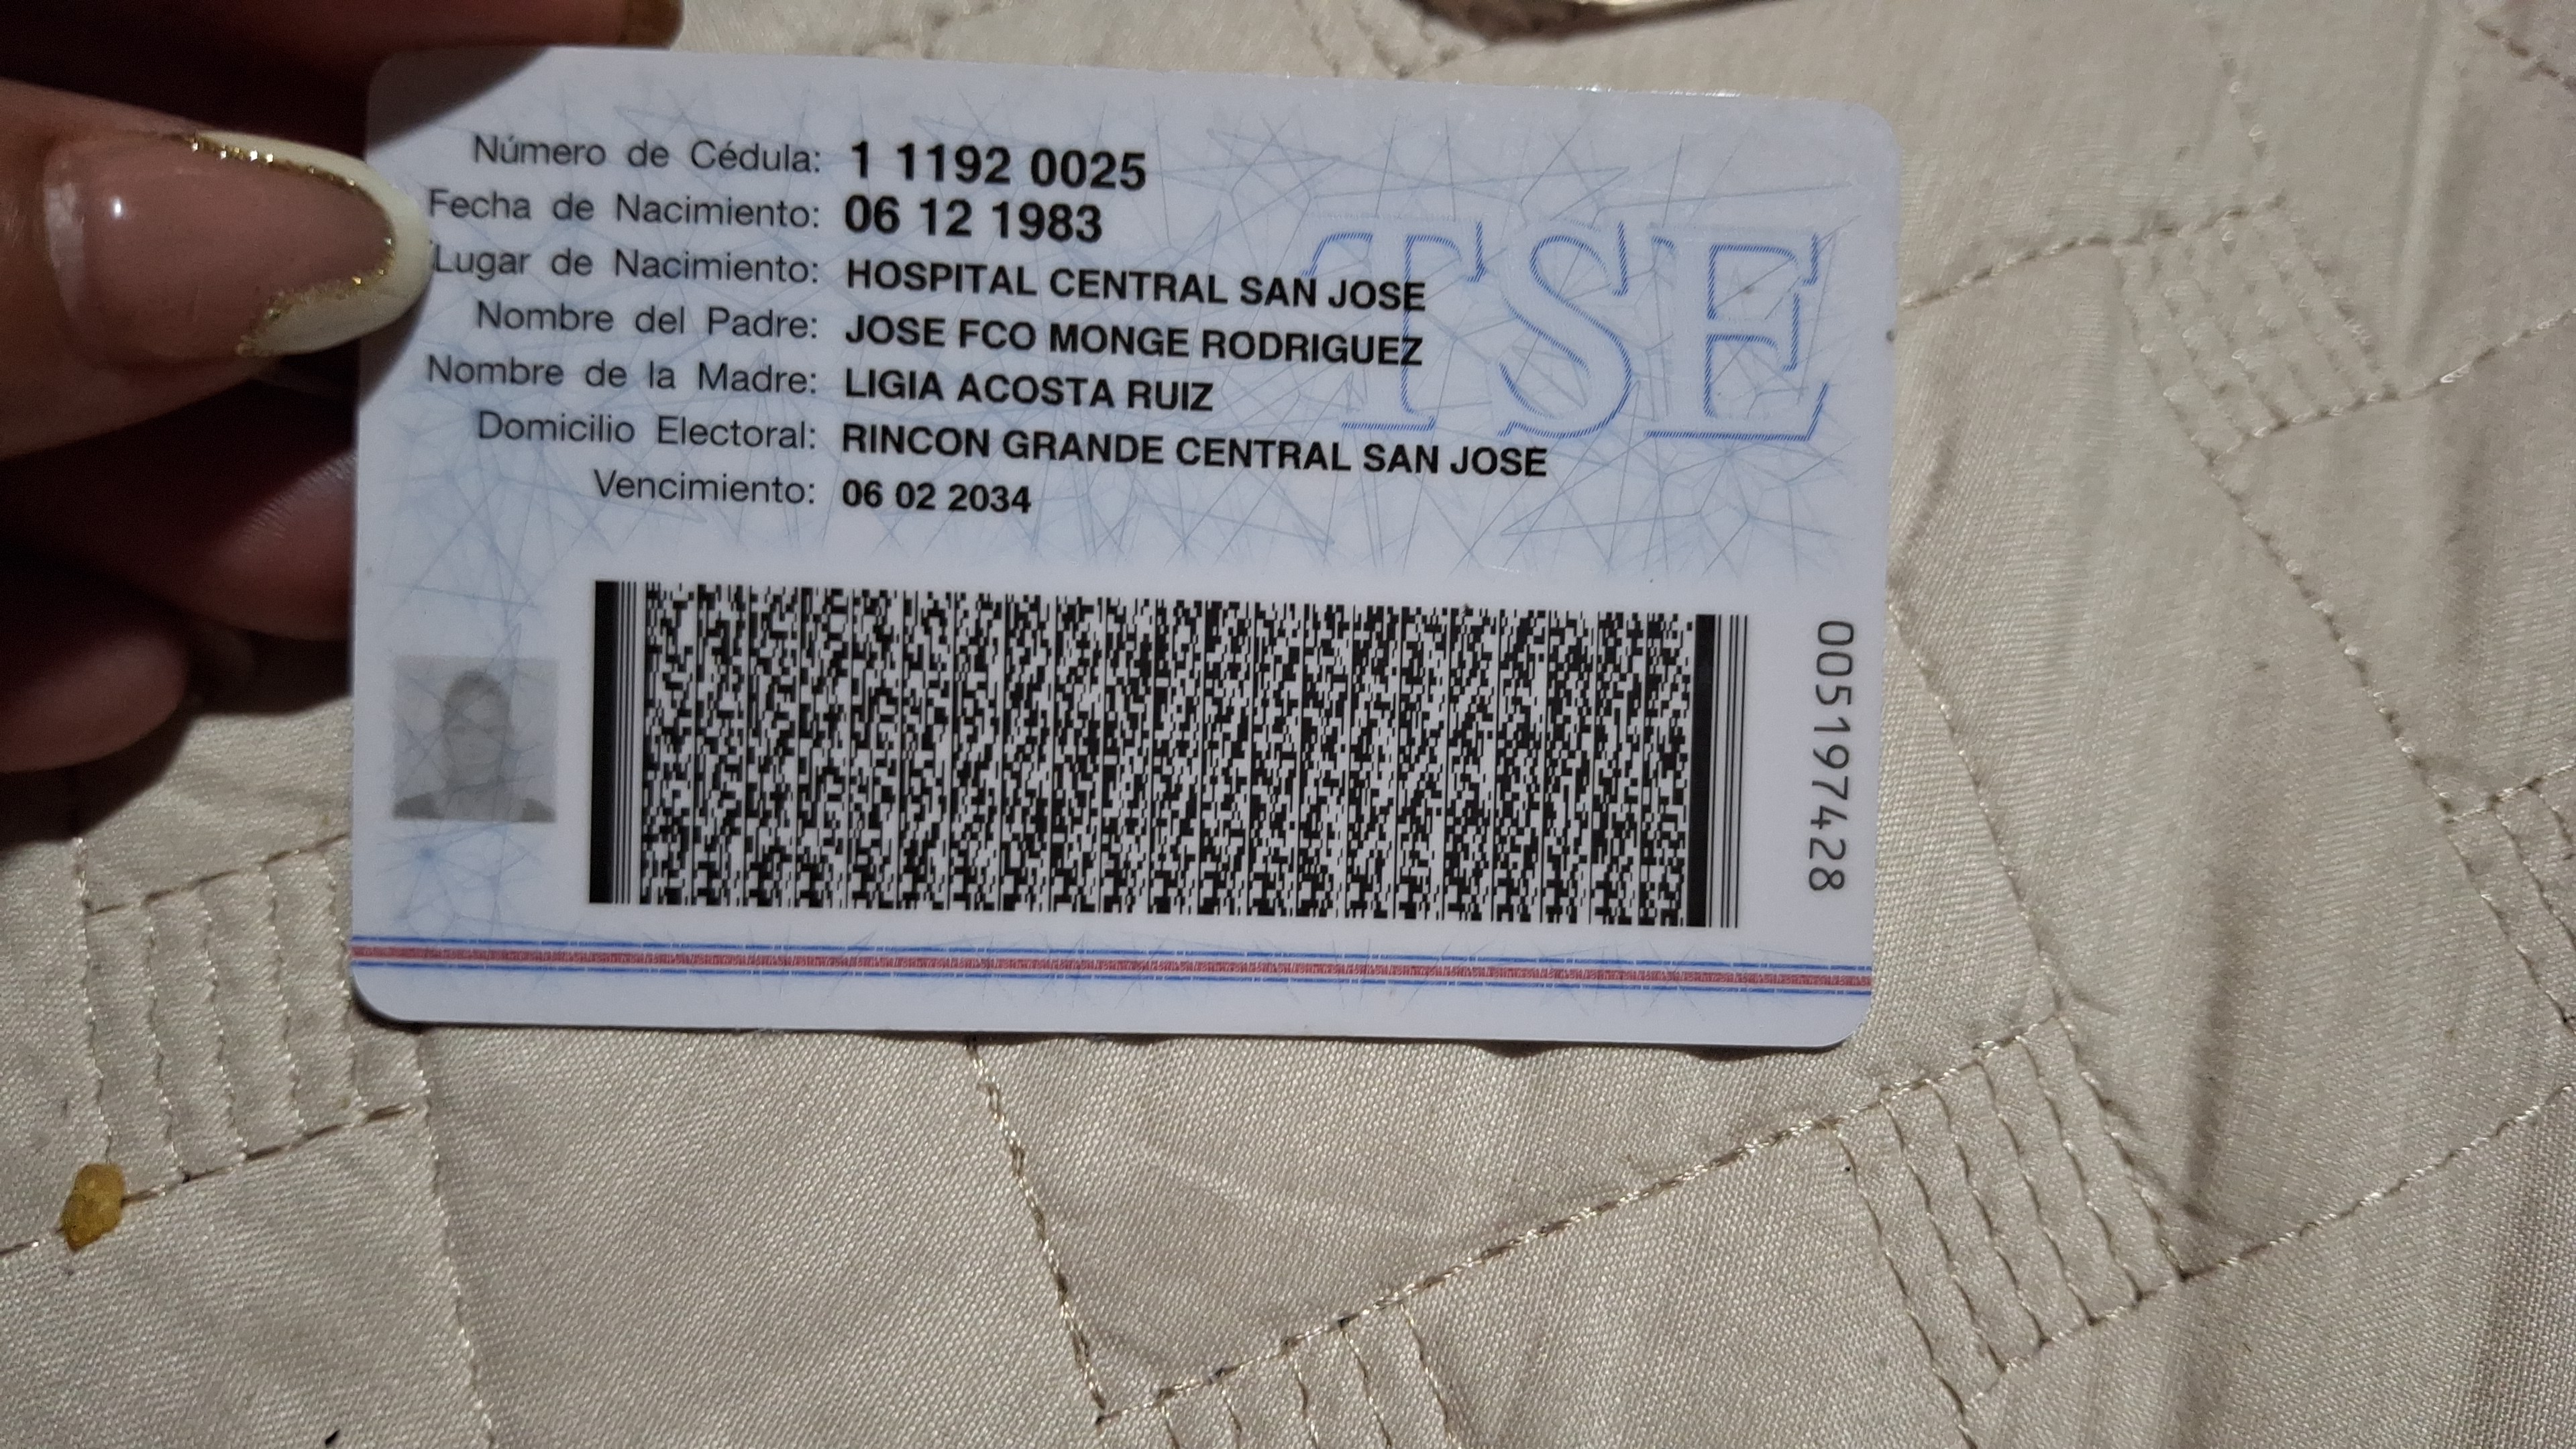 Número de Cédula: 1 1192 0025
Fecha de Nacimiento: 06 12 1983
Lugar de Nacimiento: HOSPITAL CENTRAL SAN JOSE
Nombre del Padre: JOSE FCO MONGE RODRIGUEZ
Nombre de la Madre: LIGIA ACOSTA RUIZ
Domicilio Electoral: RINCON GRANDE CENTRAL SAN JOSE
Vencimiento: 06 02 2034
TSE
005197428